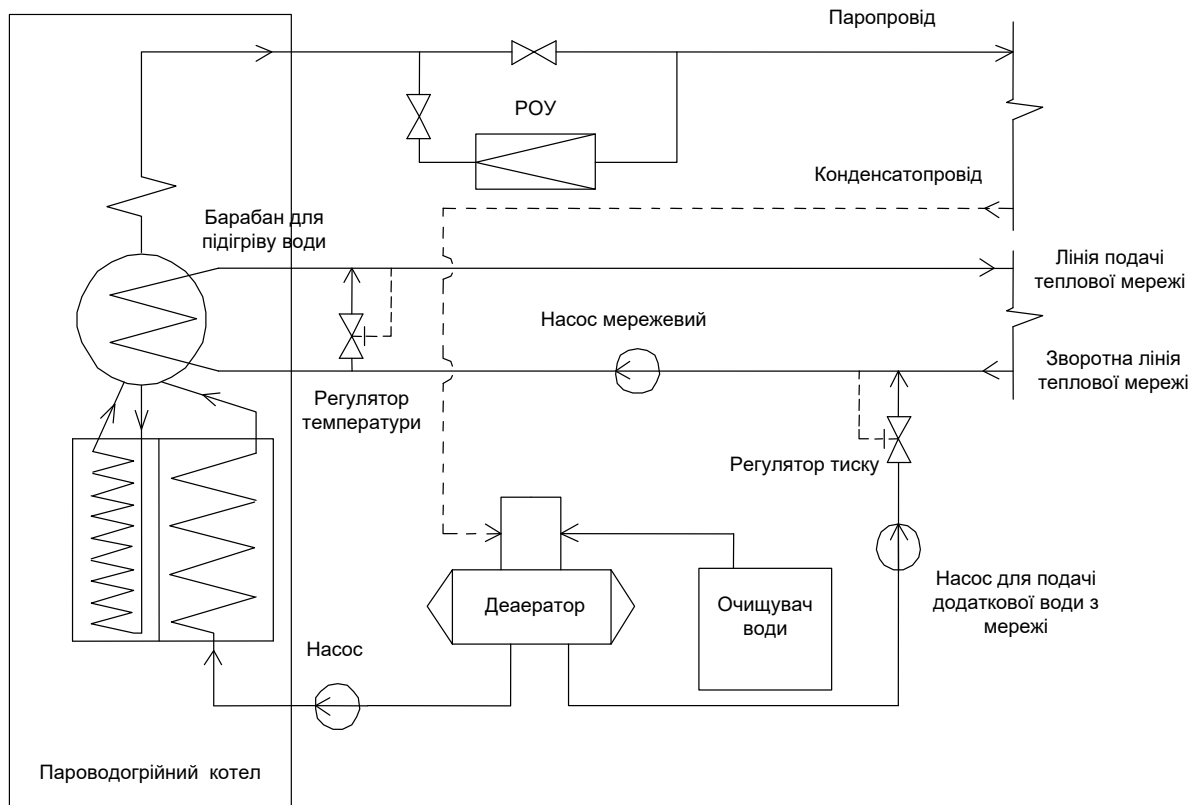 Паропровід
РОУ
Конденсатопровід
Барабан для
підігріву води
Лінія подачі
теплової мережі
Насос мережевий
Зворотна лінія
теплової мережі
Регулятор
температури
Регулятор тиску
Деаератор
Очищувач
води
Насос для подачі
додаткової води з
мережі
Насос
Пароводогрійний котел